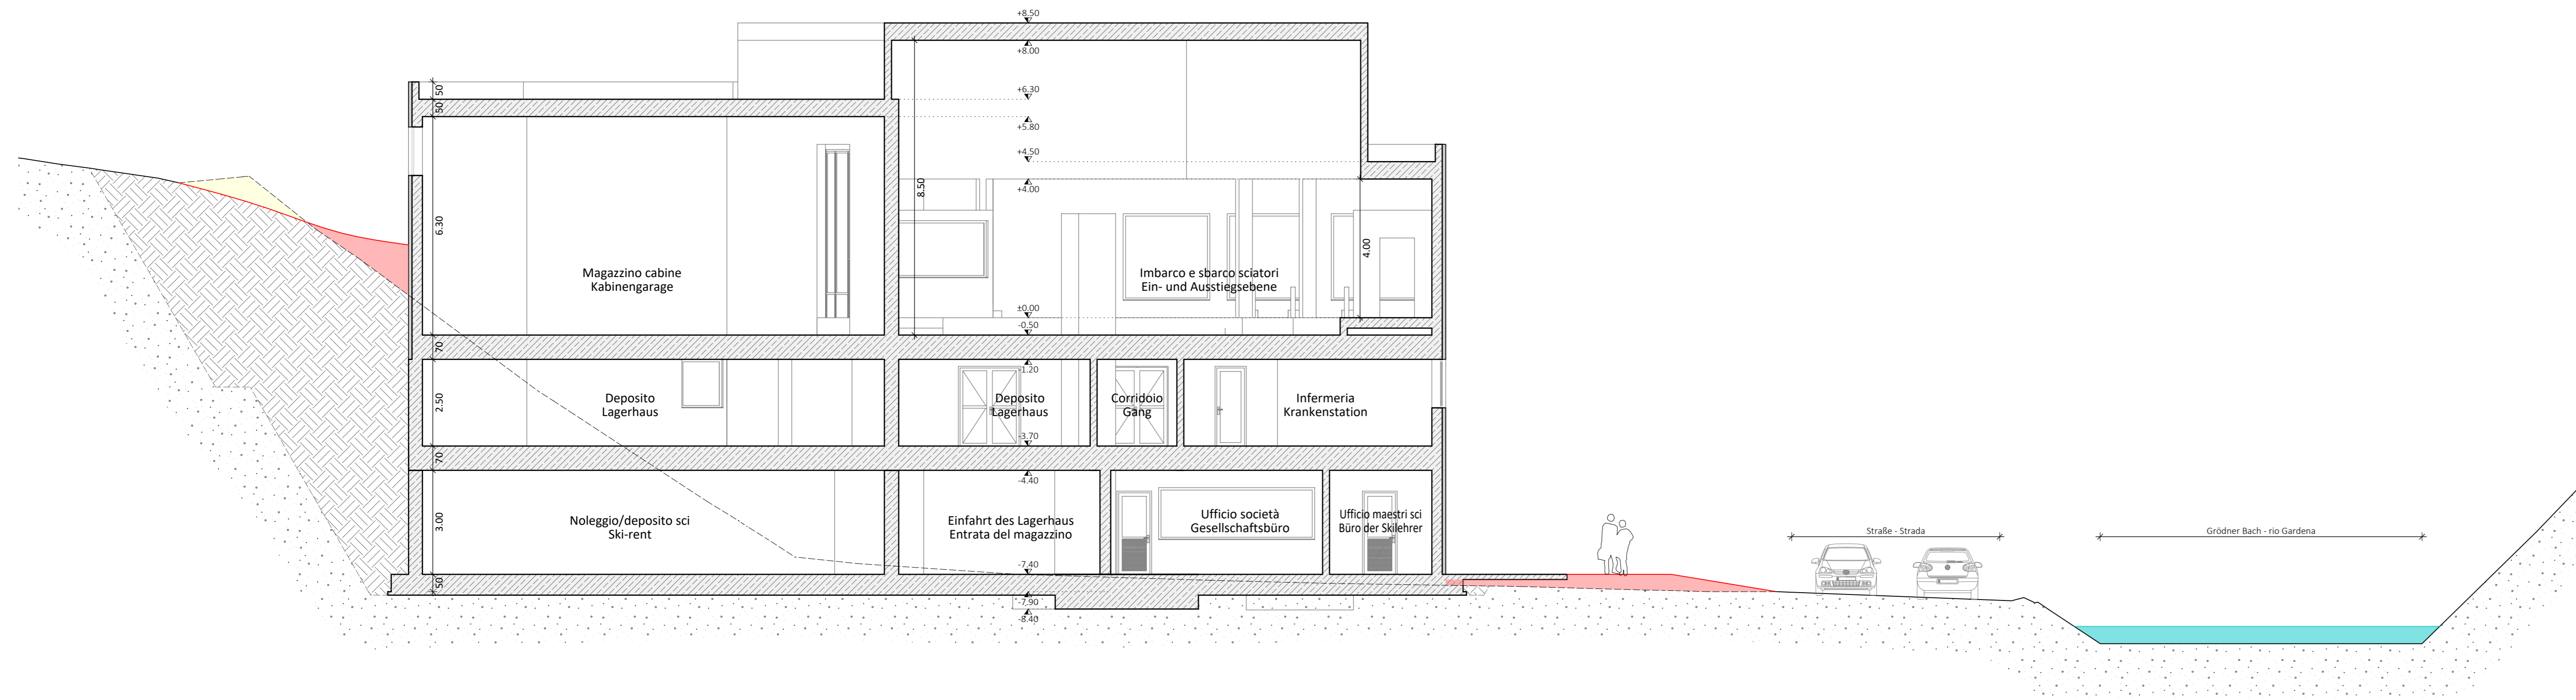 +8.50
+8.00
50
+6.30
50
+5.80
+4.50
+4.00
8.50
6.30
4.00
Magazzino cabine
Kabinengarage
Imbarco e sbarco sciatori
Ein- und Ausstiegsebene
±0.00
-0.50
70
-1.20
2.50
Deposito
Lagerhaus
Deposito
Lagerhaus
Corridoio
Gang
Infermeria
Krankenstation
-3.70
70
-4.40
3.00
Noleggio/deposito sci
Ski-rent
Einfahrt des Lagerhaus
Entrata del magazzino
Ufficio società
Gesellschaftsbüro
Ufficio maestri sci
Büro der Skilehrer
Straße - Strada
Grödner Bach - rio Gardena
-7.40
50
-7.90
-8.40